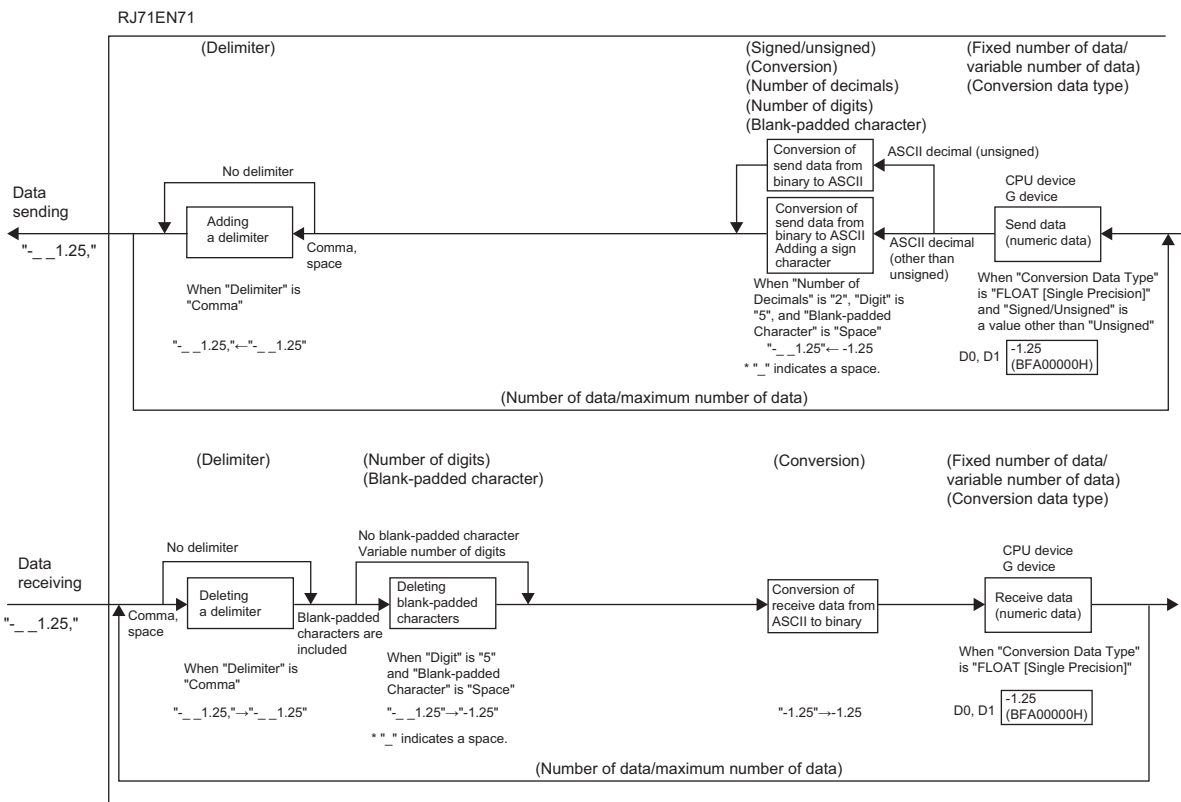 RJ71EN71
(Delimiter)
(Signed/unsigned)
(Conversion)
(Number of decimals)
(Number of digits)
(Blank-padded character)
(Fixed number of data/
variable number of data)
(Conversion data type)
Data
sending
"-_ _1.25,"
No delimiter
Adding
a delimiter
Comma,
space
When "Delimiter" is
"Comma"
"-_ _1.25,"←"-_ _1.25"
Conversion of
send data from
binary to ASCII
ASCII decimal (unsigned)
Conversion of
send data from
binary to ASCII
Adding a sign
character
ASCII decimal
(other than
unsigned)
When "Number of
Decimals" is "2", "Digit" is
"5", and "Blank-padded
Character" is "Space"
"-_ _1.25"← -1.25
* "_" indicates a space.
CPU device
G device
Send data
(numeric data)
When "Conversion Data Type"
is "FLOAT [Single Precision]"
and "Signed/Unsigned" is
a value other than "Unsigned"
D0, D1
-1.25
(BFA00000H)
(Number of data/maximum number of data)
(Delimiter)
(Number of digits)
(Blank-padded character)
(Conversion)
(Fixed number of data/
variable number of data)
(Conversion data type)
Data
receiving
"-_ _1.25,"
No delimiter
Comma,
space
Deleting
a delimiter
When "Delimiter" is
"Comma"
"-_ _1.25,"→"-_ _1.25"
Blank-padded
characters are
included
No blank-padded character
Variable number of digits
Deleting
blank-padded
characters
When "Digit" is "5"
and "Blank-padded
Character" is "Space"
"-_ _1.25"→"-1.25"
* "_" indicates a space.
Conversion of
receive data from
ASCII to binary
"-1.25"→-1.25
CPU device
G device
Receive data
(numeric data)
When "Conversion Data Type"
is "FLOAT [Single Precision]"
D0, D1
-1.25
(BFA00000H)
(Number of data/maximum number of data)